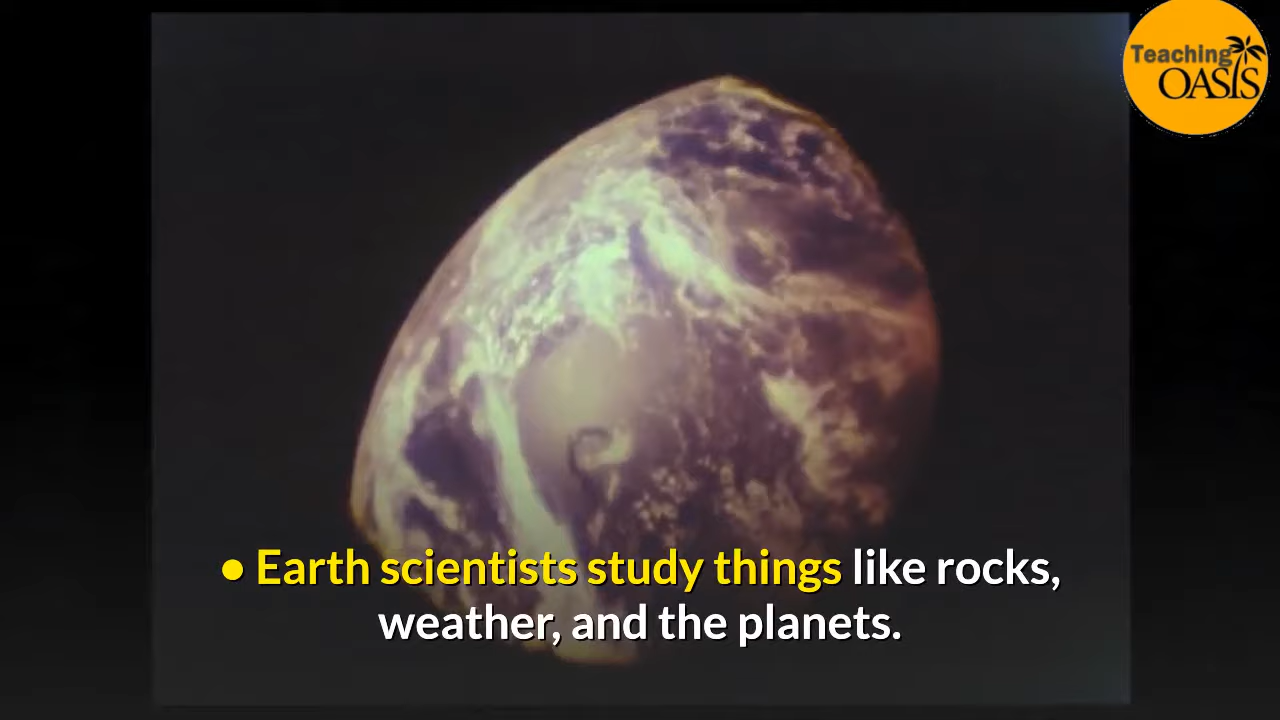 Teaching
OASIS
• Earth scientists study things like rocks,
weather, and the planets.